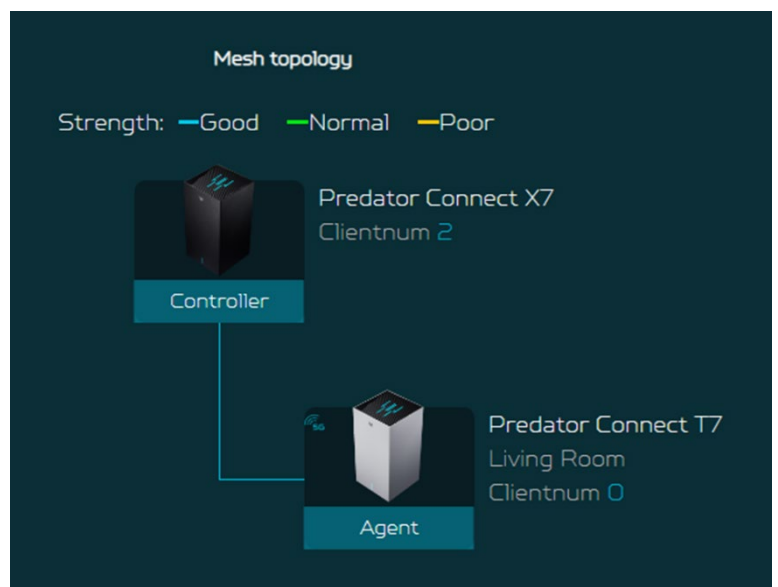 Mesh topology
Strength: Good Normal Poor
Predator Connect X7
Clientnum 2
Controller
5G
Predator Connect T7
Living Room
Clientnum 0
Agent